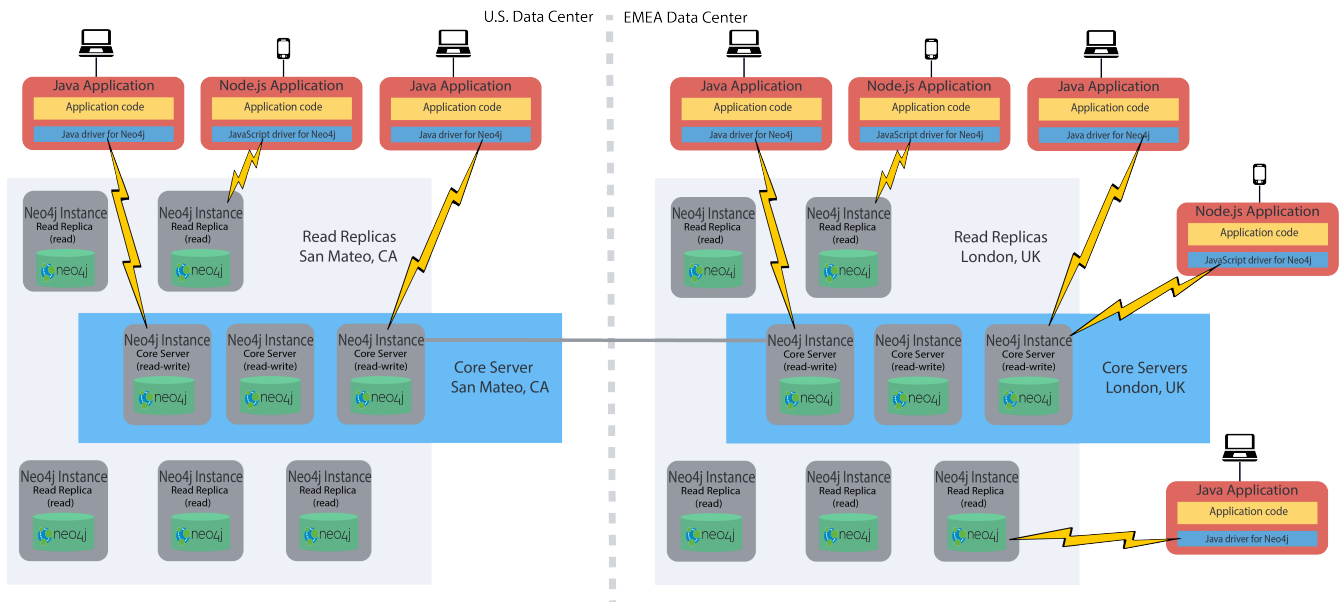 U.S. Data Center
EMEA Data Center
Java Application
Application code
Java driver for Neo4j
Node.js Application
Application code
JavaScript driver for Neo4j
Java Application
Application code
Java driver for Neo4j
Neo4j Instance
Read Replica
(read)
neo4j
Neo4j Instance
Read Replica
(read)
neo4j
Read Replicas
San Mateo, CA
Neo4j Instance
Core Server
(read-write)
neo4j
Neo4j Instance
Core Server
(read-write)
neo4j
Neo4j Instance
Core Server
(read-write)
neo4j
Core Server
San Mateo, CA
Neo4j Instance
Read Replica
(read)
neo4j
Neo4j Instance
Read Replica
(read)
neo4j
Neo4j Instance
Read Replica
(read)
neo4j
Java Application
Application code
Java driver for Neo4j
Node.js Application
Application code
JavaScript driver for Neo4j
Java Application
Application code
Java driver for Neo4j
Node.js Application
Application code
JavaScript driver for Neo4j
Neo4j Instance
Read Replica
(read)
neo4j
Neo4j Instance
Read Replica
(read)
neo4j
Read Replicas
London, UK
Neo4j Instance
Core Server
(read-write)
neo4j
Neo4j Instance
Core Server
(read-write)
neo4j
Neo4j Instance
Core Server
(read-write)
neo4j
Core Servers
London, UK
Neo4j Instance
Read Replica
(read)
neo4j
Neo4j Instance
Read Replica
(read)
neo4j
Neo4j Instance
Read Replica
(read)
neo4j
Java Application
Application code
Java driver for Neo4j